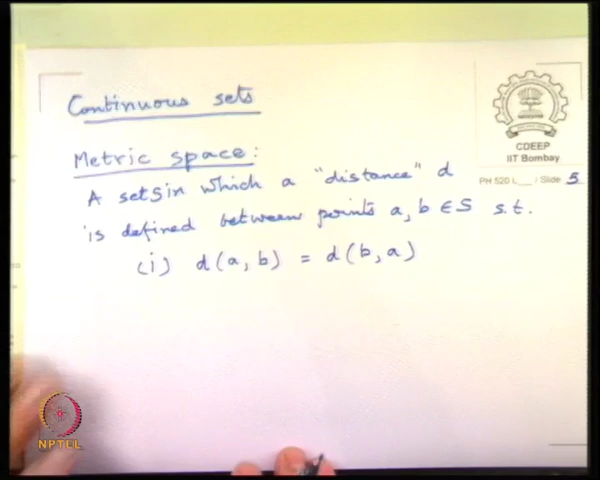 Continuous sets
CDEEP
IIT Bombay
Metric space:
PH 520 L___ / Slide 5
A set S in which a "distance" d
is defined between points a, b ∈ S s.t.
(i) d(a, b) = d(b, a)
NPTEL